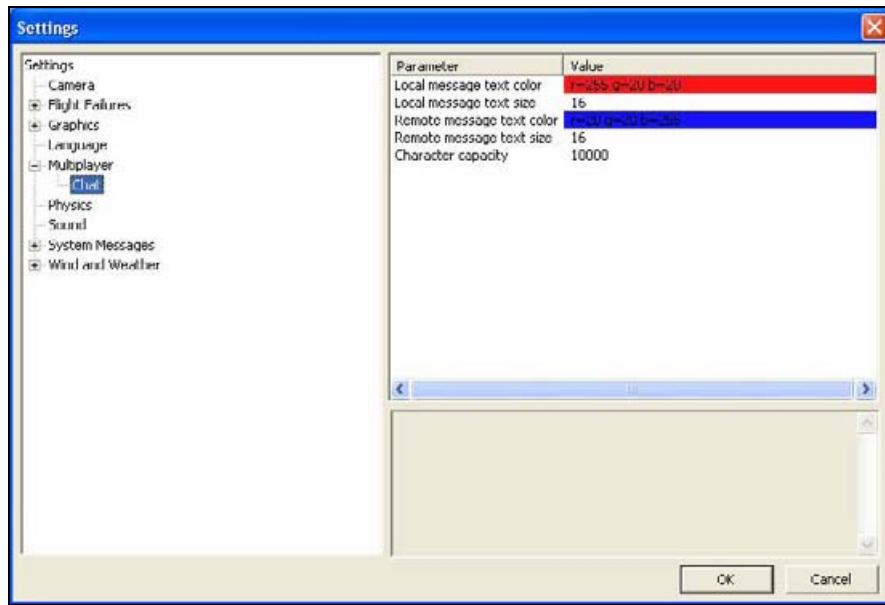 Settings
Settings
Camera
Flight Failures
Graphics
Language
Multiplayer
Chat
Physics
Sound
System Messages
Wind and Weather
Parameter Value
Local message text color r=255 g=20 b=20
Local message text size 16
Remote message text color r=20 g=20 b=255
Remote message text size 16
Character capacity 10000
OK Cancel